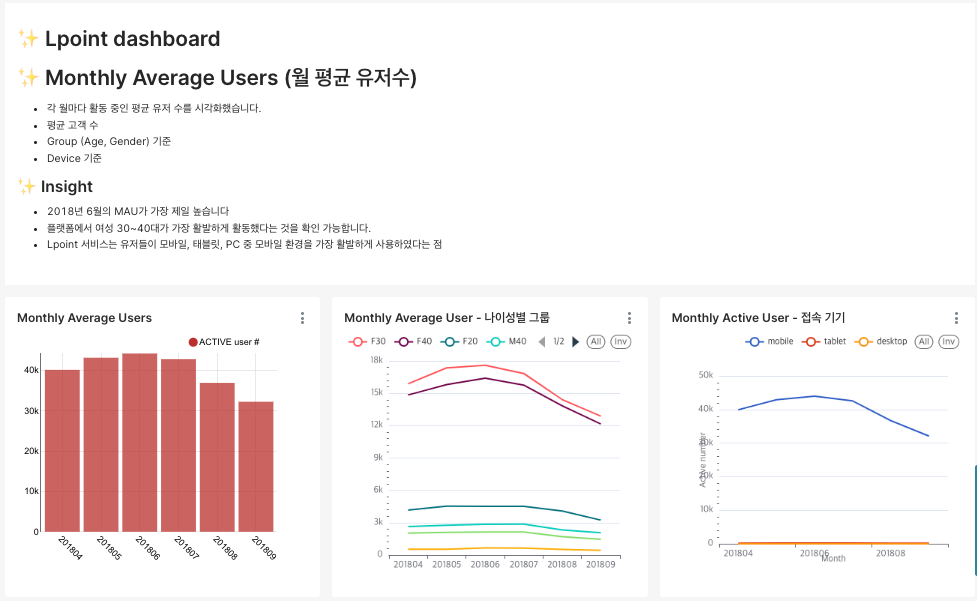 ✨ Lpoint dashboard
✨ Monthly Average Users (월 평균 유저수)
• 각 월마다 활동 중인 평균 유저 수를 시각화했습니다.
• 평균 고객 수
• Group (Age, Gender) 기준
• Device 기준
✨ Insight
• 2018년 6월의 MAU가 가장 제일 높습니다
• 플랫폼에서 여성 30~40대가 가장 활발하게 활동했다는 것을 확인 가능합니다.
• Lpoint 서비스는 유저들이 모바일, 태블릿, PC 중 모바일 환경을 가장 활발하게 사용하였다는 점
Monthly Average Users
ACTIVE user #
40k
30k
20k
10k
0
201804 201805 201806 201807 201808 201809
Monthly Average User - 나이성별 그룹
F30 F40 F20 M40 1/2 All Inv
18k
15k
12k
9k
6k
3k
0
201804 201805 201806 201807 201808 201809
Monthly Active User - 접속 기기
mobile tablet desktop All Inv
50k
40k
30k
20k
10k
0
Active number
201804 201806 201808
Month